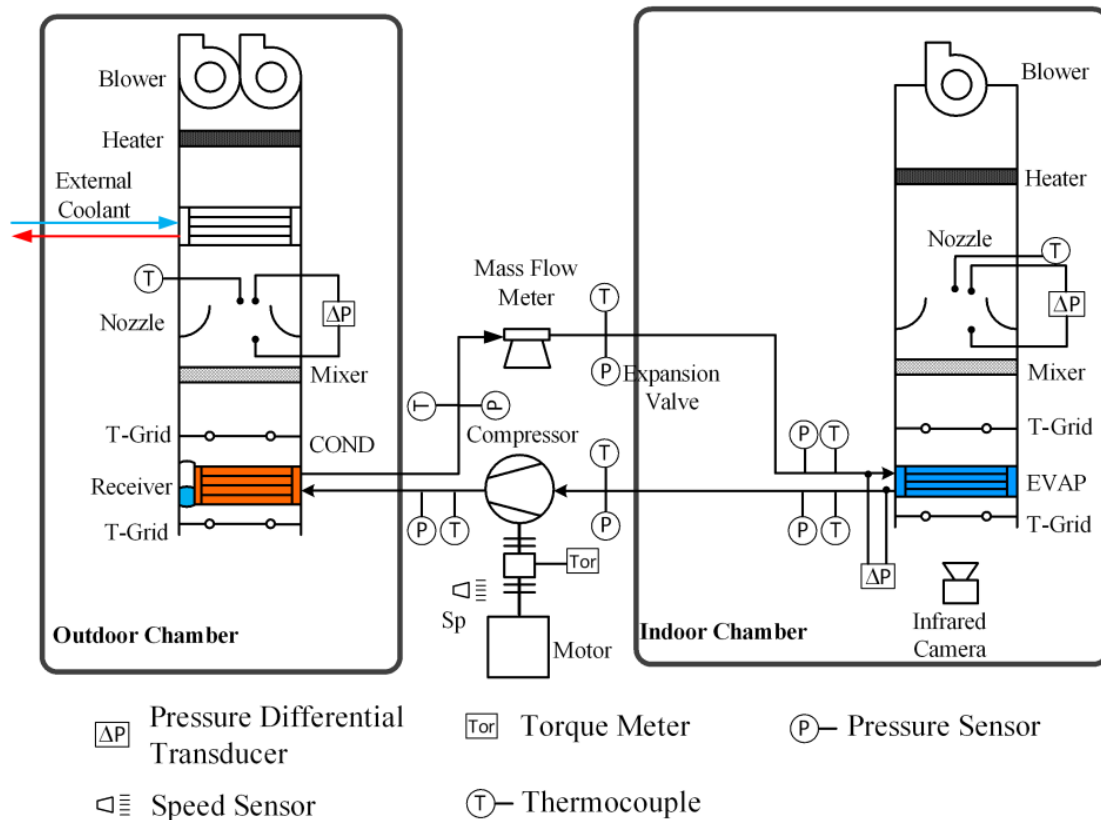 Blower
Heater
External
Coolant
T
Nozzle
ΔP
Mixer
T-Grid
COND
Receiver
T-Grid
Outdoor Chamber
Mass Flow
Meter
T
P
T
P
Compressor
P
T
T
P
Tor
Sp
Motor
Blower
Heater
Nozzle
T
ΔP
Mixer
Expansion
Valve
T-Grid
P
T
EVAP
P
T
T-Grid
ΔP
Infrared
Camera
Indoor Chamber
ΔP
Pressure Differential
Transducer
Tor
Torque Meter
P
Pressure Sensor
Speed Sensor
T
Thermocouple